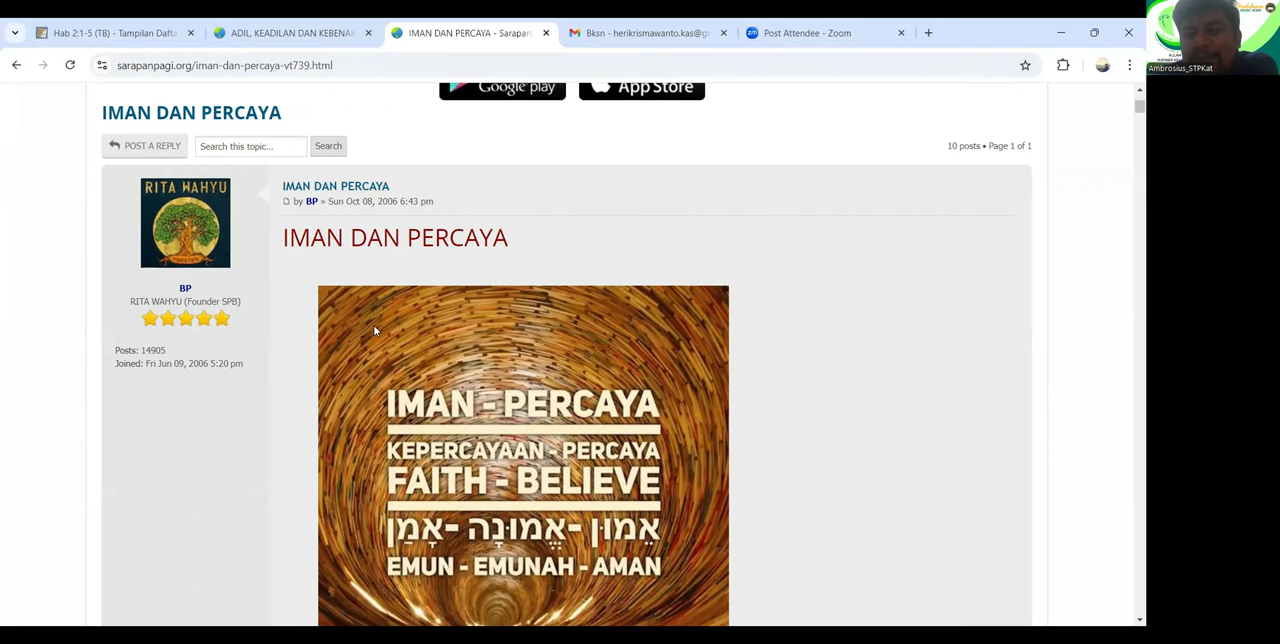 Hab 2:1-5 (TB) - Tampilan Dafta
ADIL, KEADILAN DAN KEBENAR
IMAN DAN PERCAYA - Sarapan
Bksn - herikrismawanto.kas@g
Post Attendee - Zoom
sarapanpagi.org/iman-dan-percaya-vt739.html
Google play
App Store
IMAN DAN PERCAYA
POST A REPLY
Search this topic...
Search
10 posts • Page 1 of 1
RITA WAHYU
IMAN DAN PERCAYA
by BP » Sun Oct 08, 2006 6:43 pm
IMAN DAN PERCAYA
BP
RITA WAHYU (Founder SPB)
Posts: 14905
Joined: Fri Jun 09, 2006 5:20 pm
IMAN - PERCAYA
KEPERCAYAAN - PERCAYA
FAITH - BELIEVE
אֵמוּן - אֱמוּנָה - אָמַן
EMUN - EMUNAH - AMAN
Ambrosius_STPKat